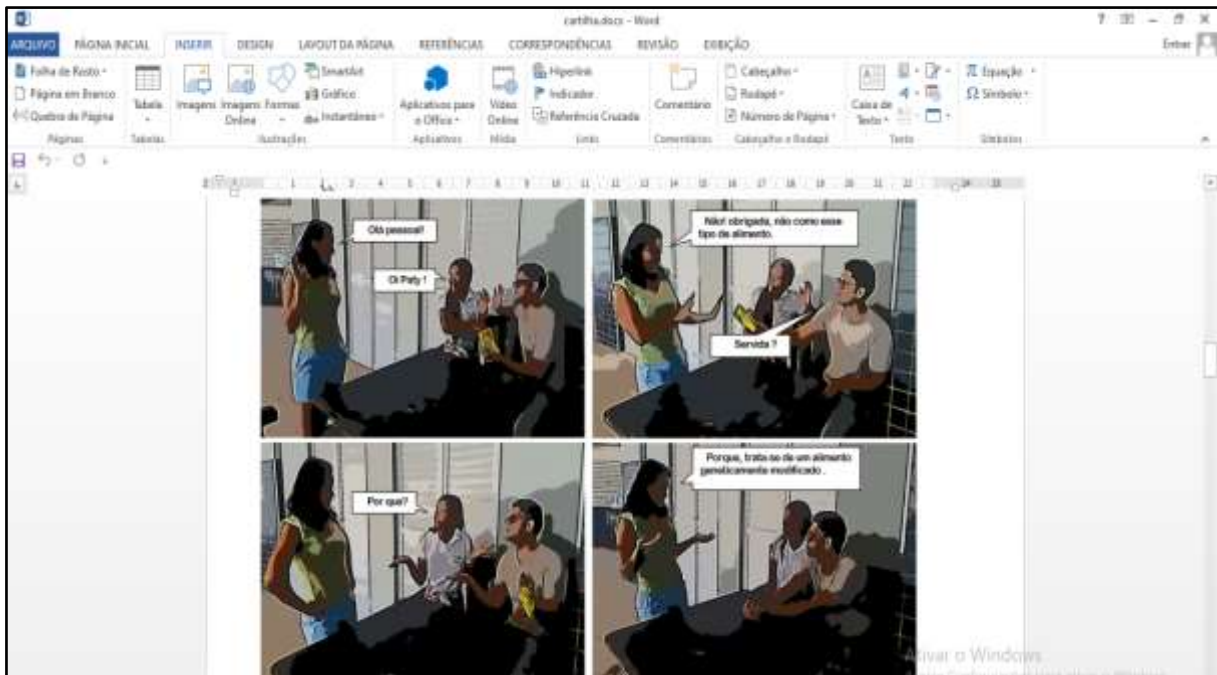 cartilha.docx - Word
ARQUIVO PÁGINA INICIAL INSERIR DESIGN LAYOUT DA PÁGINA REFERÊNCIAS CORRESPONDÊNCIAS REVISÃO EXIBIÇÃO Entrar
Folha de Rosto
Página em Branco
Quebra de Página
Páginas
Tabela
Tabelas
Imagens
Imagens Online
Formas
SmartArt
Gráfico
Instantâneo
Ilustrações
Aplicativos para o Office
Aplicativos
Vídeo Online
Mídia
Hiperlink
Indicador
Referência Cruzada
Links
Comentário
Comentários
Cabeçalho
Rodapé
Número de Página
Cabeçalho e Rodapé
Caixa de Texto
Texto
Equação
Símbolo
Símbolos
Olá pessoal!
Oi Paty !
Não! obrigada, não como esse
tipo de alimento.
Servida ?
Por que?
Porque, trata-se de um alimento
geneticamente modificado .
Ativar o Windows